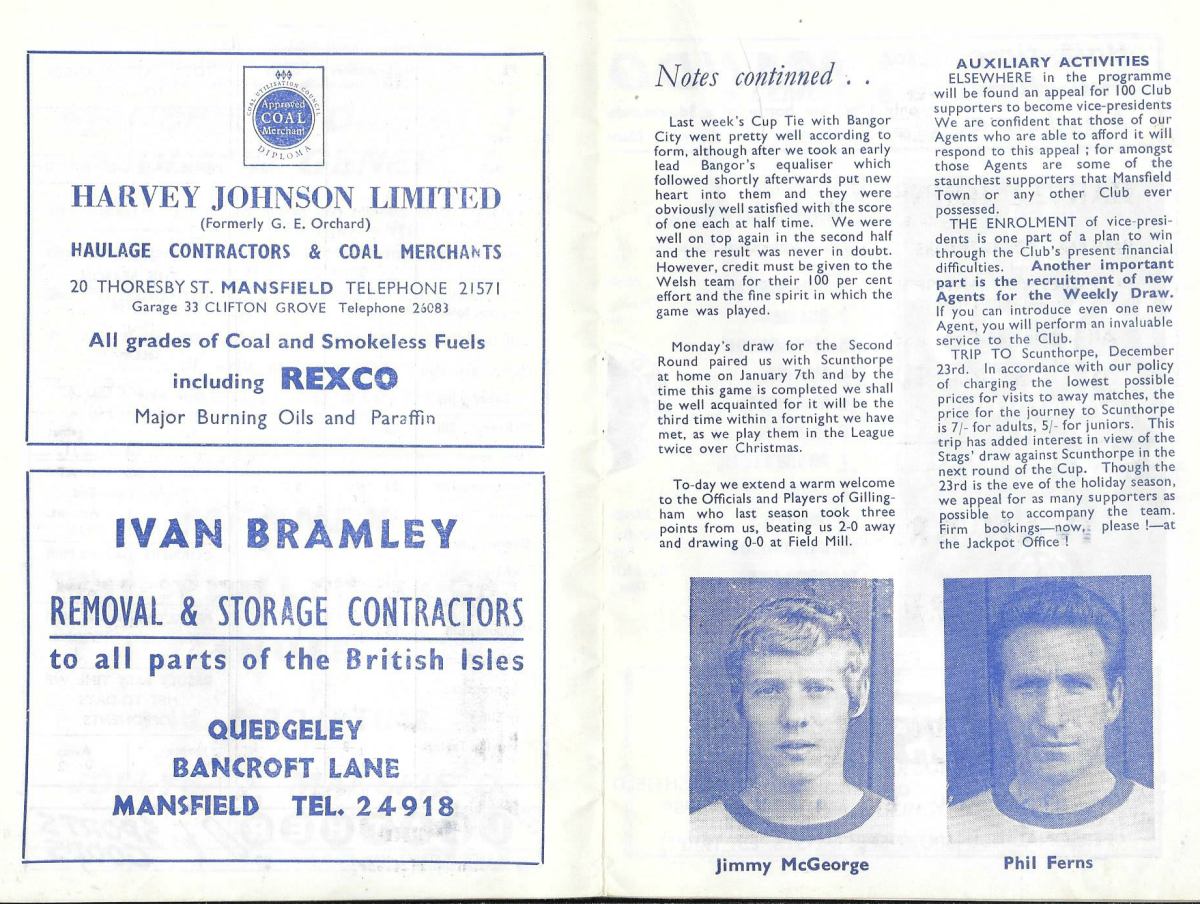 COAL UTILISATION COUNCIL
Approved
COAL
Merchant
DIPLOMA
HARVEY JOHNSON LIMITED
(Formerly G. E. Orchard)
HAULAGE CONTRACTORS & COAL MERCHANTS
20 THORESBY ST. MANSFIELD TELEPHONE 21571
Garage 33 CLIFTON GROVE Telephone 26083
All grades of Coal and Smokeless Fuels
including REXCO
Major Burning Oils and Paraffin
IVAN BRAMLEY
REMOVAL & STORAGE CONTRACTORS
to all parts of the British Isles
QUEDGELEY
BANCROFT LANE
MANSFIELD TEL. 24918
Notes continned . .
Last week's Cup Tie with Bangor
City went pretty well according to
form, although after we took an early
lead Bangor's equaliser which
followed shortly afterwards put new
heart into them and they were
obviously well satisfied with the score
of one each at half time. We were
well on top again in the second half
and the result was never in doubt.
However, credit must be given to the
Welsh team for their 100 per cent
effort and the fine spirit in which the
game was played.
Monday's draw for the Second
Round paired us with Scunthorpe
at home on January 7th and by the
time this game is completed we shall
be well acquainted for it will be the
third time within a fortnight we have
met, as we play them in the League
twice over Christmas.
To-day we extend a warm welcome
to the Officials and Players of Gilling-
ham who last season took three
points from us, beating us 2-0 away
and drawing 0-0 at Field Mill.
AUXILIARY ACTIVITIES
ELSEWHERE in the programme
will be found an appeal for 100 Club
supporters to become vice-presidents
We are confident that those of our
Agents who are able to afford it will
respond to this appeal ; for amongst
those Agents are some of the
staunchest supporters that Mansfield
Town or any other Club ever
possessed.
THE ENROLMENT of vice-presi-
dents is one part of a plan to win
through the Club's present financial
difficulties. Another important
part is the recruitment of new
Agents for the Weekly Draw.
If you can introduce even one new
Agent, you will perform an invaluable
service to the Club.
TRIP TO Scunthorpe, December
23rd. In accordance with our policy
of charging the lowest possible
prices for visits to away matches, the
price for the journey to Scunthorpe
is 7/- for adults, 5/- for juniors. This
trip has added interest in view of the
Stags' draw against Scunthorpe in the
next round of the Cup. Though the
23rd is the eve of the holiday season,
we appeal for as many supporters as
possible to accompany the team.
Firm bookings—now, please !—at
the Jackpot Office !
Jimmy McGeorge
Phil Ferns